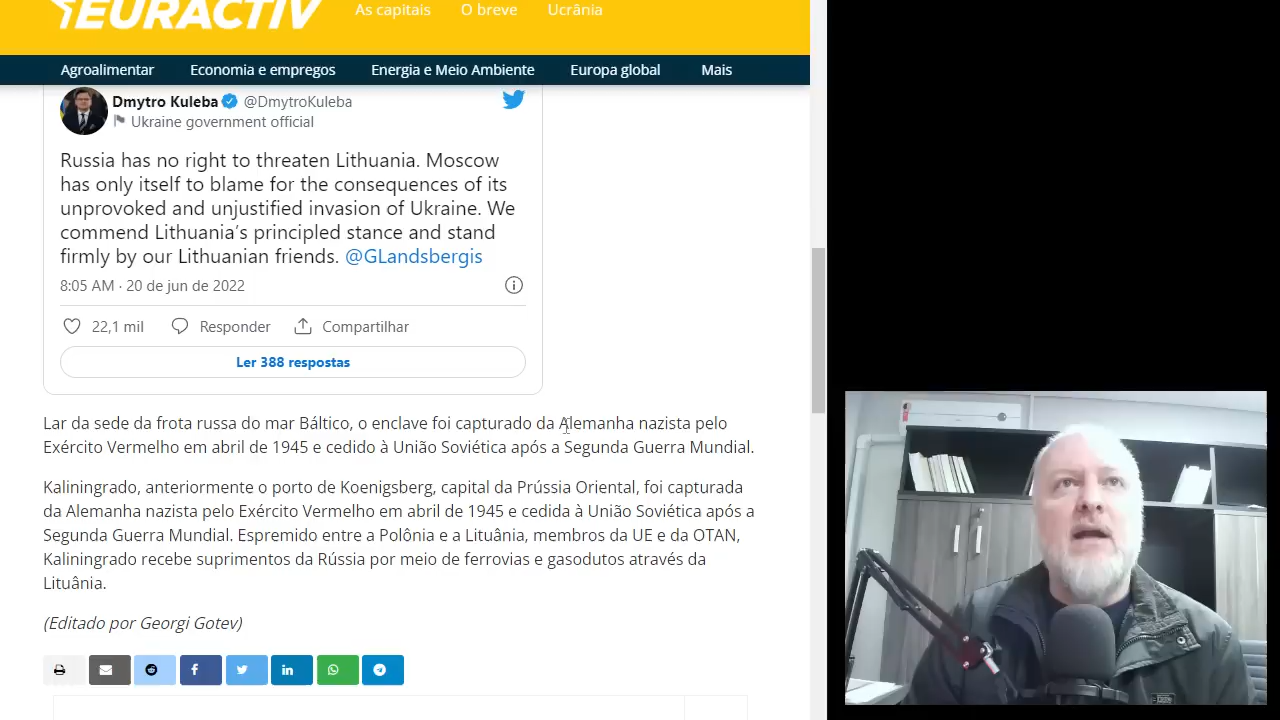 EURACTIV
As capitais O breve Ucrânia
Agroalimentar Economia e empregos Energia e Meio Ambiente Europa global Mais
Dmytro Kuleba @DmytroKuleba
Ukraine government official
Russia has no right to threaten Lithuania. Moscow
has only itself to blame for the consequences of its
unprovoked and unjustified invasion of Ukraine. We
commend Lithuania's principled stance and stand
firmly by our Lithuanian friends. @GLandsbergis
8:05 AM · 20 de jun de 2022
22,1 mil Responder Compartilhar
Ler 388 respostas
Lar da sede da frota russa do mar Báltico, o enclave foi capturado da Alemanha nazista pelo
Exército Vermelho em abril de 1945 e cedido à União Soviética após a Segunda Guerra Mundial.
Kaliningrado, anteriormente o porto de Koenigsberg, capital da Prússia Oriental, foi capturada
da Alemanha nazista pelo Exército Vermelho em abril de 1945 e cedida à União Soviética após a
Segunda Guerra Mundial. Espremido entre a Polônia e a Lituânia, membros da UE e da OTAN,
Kaliningrado recebe suprimentos da Rússia por meio de ferrovias e gasodutos através da
Lituânia.
(Editado por Georgi Gotev)